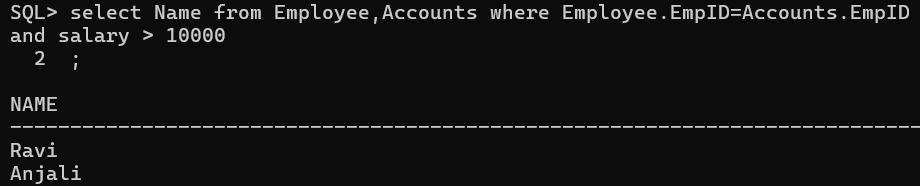 SQL> select Name from Employee,Accounts where Employee.EmpID=Accounts.EmpID
and salary > 10000
  2  ;

NAME
--------------------------------------------------------------------------------
Ravi
Anjali